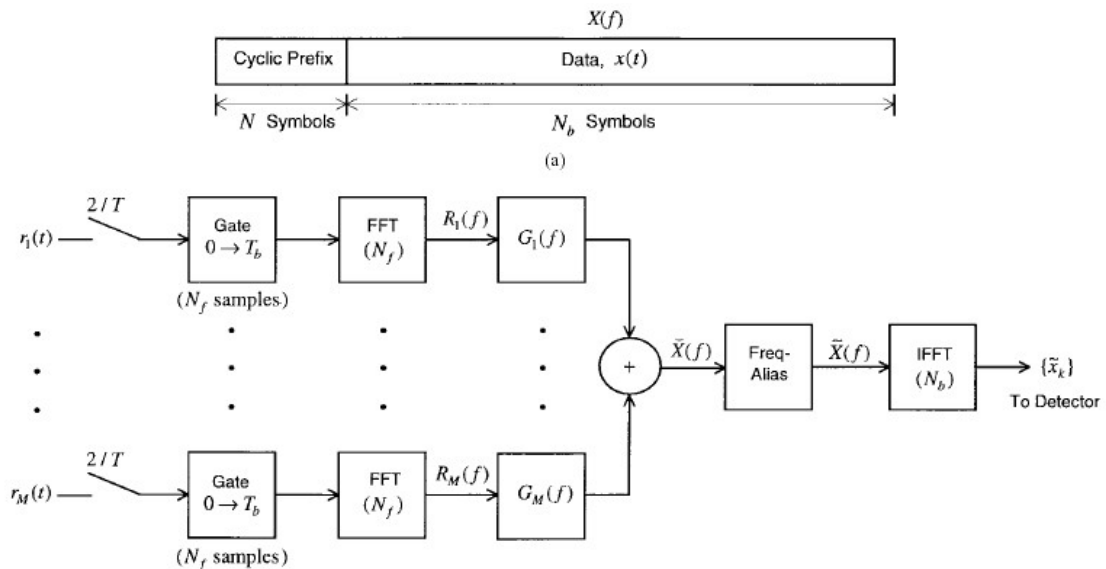 X(f)
Cyclic Prefix
Data, x(t)
N Symbols
N_b Symbols
(a)
r_1(t)
2 / T
Gate
0 → T_b
(N_f samples)
FFT
(N_f)
R_1(f)
G_1(f)
+
X̆(f)
Freq-
Alias
X̃(f)
IFFT
(N_b)
{x̃_k}
To Detector
r_M(t)
2 / T
Gate
0 → T_b
(N_f samples)
FFT
(N_f)
R_M(f)
G_M(f)